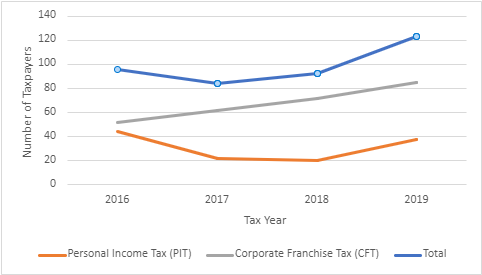 140
120
100
80
60
40
20
0
Number of Taxpayers
2016 2017 2018 2019
Tax Year
Personal Income Tax (PIT) Corporate Franchise Tax (CFT) Total